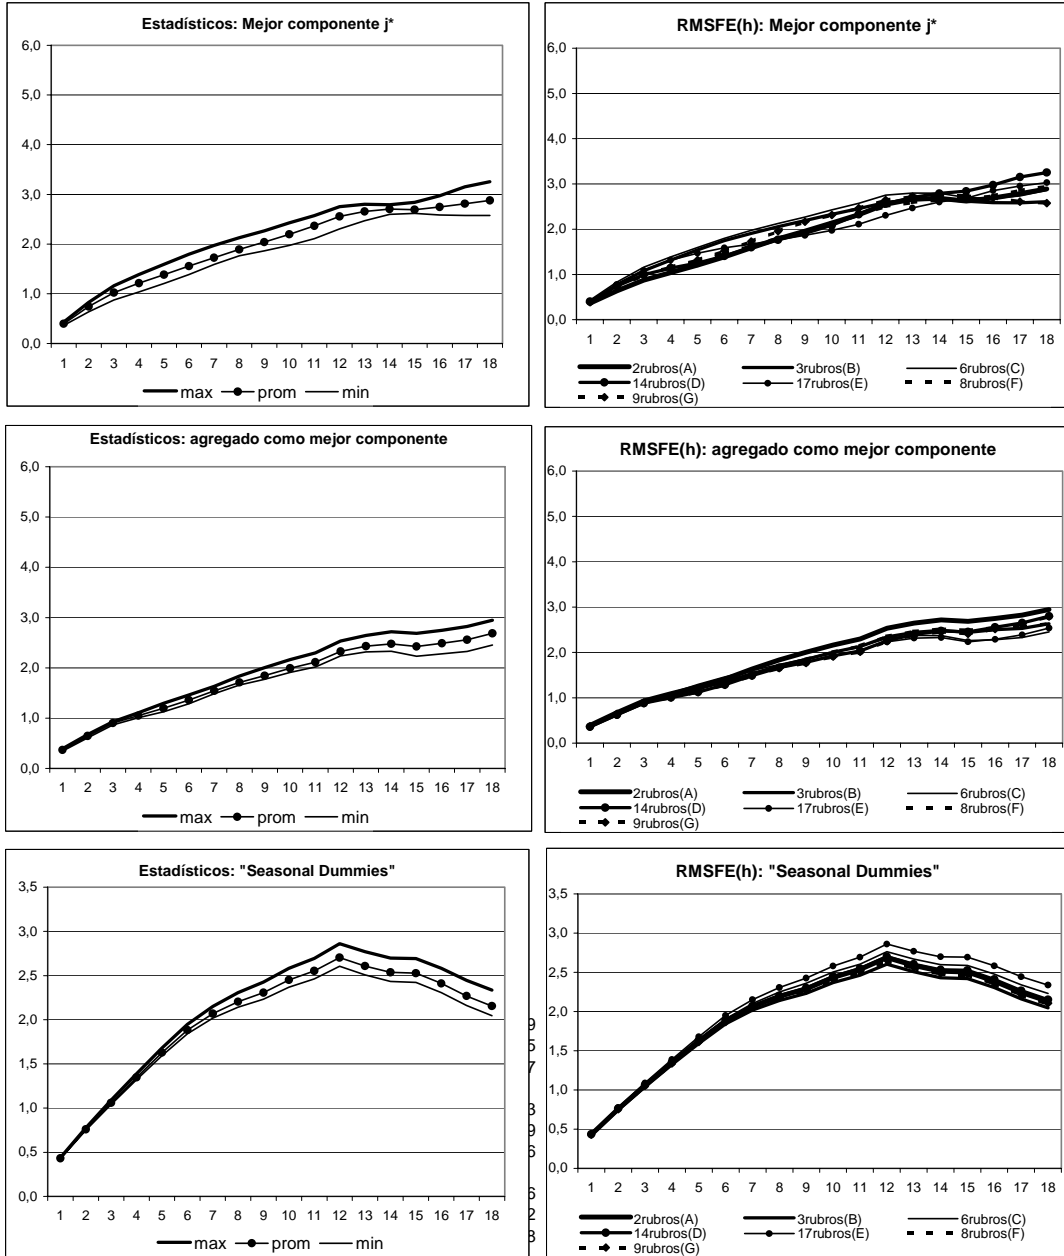 Estadísticos: Mejor componente j*
6,0
5,0
4,0
3,0
2,0
1,0
0,0
1 2 3 4 5 6 7 8 9 10 11 12 13 14 15 16 17 18
max prom min
RMSFE(h): Mejor componente j*
6,0
5,0
4,0
3,0
2,0
1,0
0,0
1 2 3 4 5 6 7 8 9 10 11 12 13 14 15 16 17 18
2rubros(A) 3rubros(B) 6rubros(C)
14rubros(D) 17rubros(E) 8rubros(F)
9rubros(G)
Estadísticos: agregado como mejor componente
6,0
5,0
4,0
3,0
2,0
1,0
0,0
1 2 3 4 5 6 7 8 9 10 11 12 13 14 15 16 17 18
max prom min
RMSFE(h): agregado como mejor componente
6,0
5,0
4,0
3,0
2,0
1,0
0,0
1 2 3 4 5 6 7 8 9 10 11 12 13 14 15 16 17 18
2rubros(A) 3rubros(B) 6rubros(C)
14rubros(D) 17rubros(E) 8rubros(F)
9rubros(G)
Estadísticos: "Seasonal Dummies"
3,5
3,0
2,5
2,0
1,5
1,0
0,5
0,0
1 2 3 4 5 6 7 8 9 10 11 12 13 14 15 16 17 18
max prom min
9
5
7
3
9
6
6
2
3
RMSFE(h): "Seasonal Dummies"
3,5
3,0
2,5
2,0
1,5
1,0
0,5
0,0
1 2 3 4 5 6 7 8 9 10 11 12 13 14 15 16 17 18
2rubros(A) 3rubros(B) 6rubros(C)
14rubros(D) 17rubros(E) 8rubros(F)
9rubros(G)